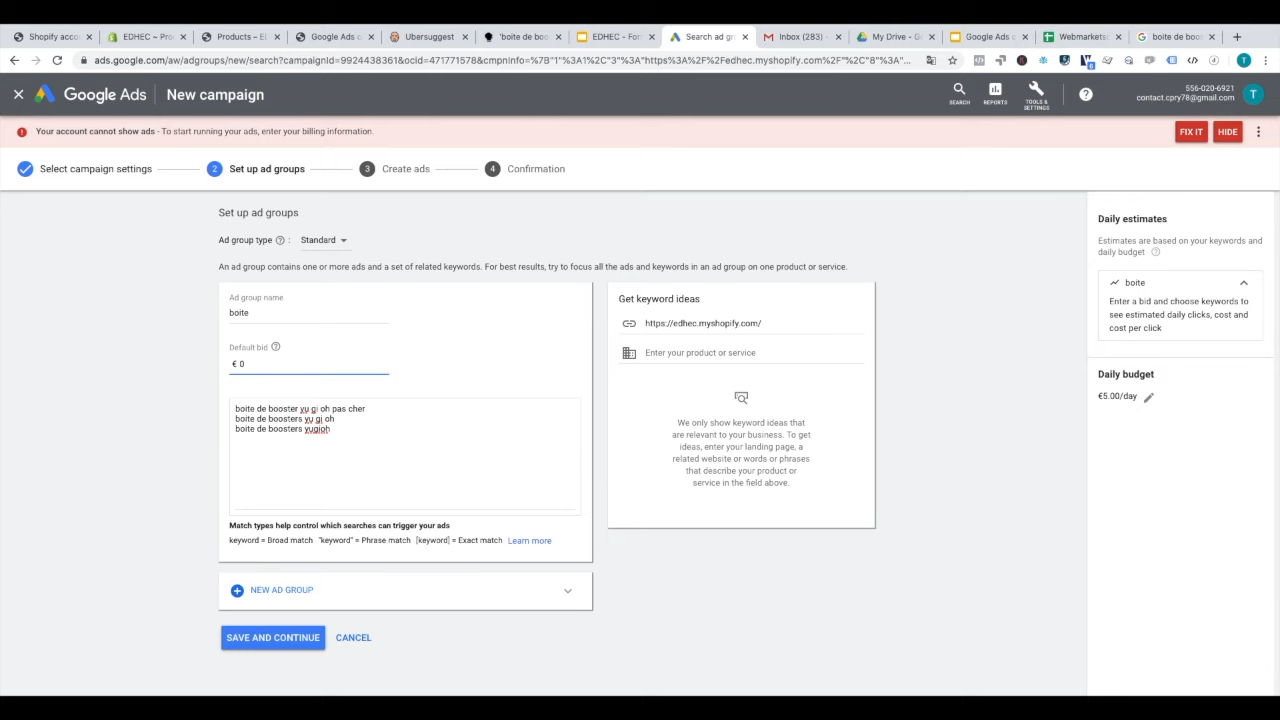 Shopify acco
EDHEC – Pro
Products – E
Google Ads c
Ubersuggest
'boite de boo
EDHEC - For
Search ad gr
Inbox (283) -
My Drive - G
Google Ads
Webmarkets
boite de boos
ads.google.com/aw/adgroups/new/search?campaignId=9924438151&ocid=471771578&cmpnInfo=%7B"1"%3A1%2C"3"%3A"https%3A%2F%2Fedhec.myshopify.com%2F"%2C"8"%3A...
Google Ads
New campaign
SEARCH
REPORTS
TOOLS &
SETTINGS
556-020-6921
contact.cpry78@gmail.com
T
Your account cannot show ads - To start running your ads, enter your billing information.
FIX IT
HIDE
Select campaign settings
2 Set up ad groups
3 Create ads
4 Confirmation
Set up ad groups
Ad group type : Standard
An ad group contains one or more ads and a set of related keywords. For best results, try to focus all the ads and keywords in an ad group on one product or service.
Ad group name
boite
Default bid
€ 0
boite de booster yu gi oh pas cher
boite de boosters yu gi oh
boite de boosters yugioh
Match types help control which searches can trigger your ads
keyword = Broad match "keyword" = Phrase match [keyword] = Exact match Learn more
NEW AD GROUP
SAVE AND CONTINUE
CANCEL
Get keyword ideas
https://edhec.myshopify.com/
Enter your product or service
We only show keyword ideas that
are relevant to your business. To get
ideas, enter your landing page, a
related website or words or phrases
that describe your product or
service in the field above.
Daily estimates
Estimates are based on your keywords and
daily budget
boite
Enter a bid and choose keywords to
see estimated daily clicks, cost and
cost per click
Daily budget
€5.00/day